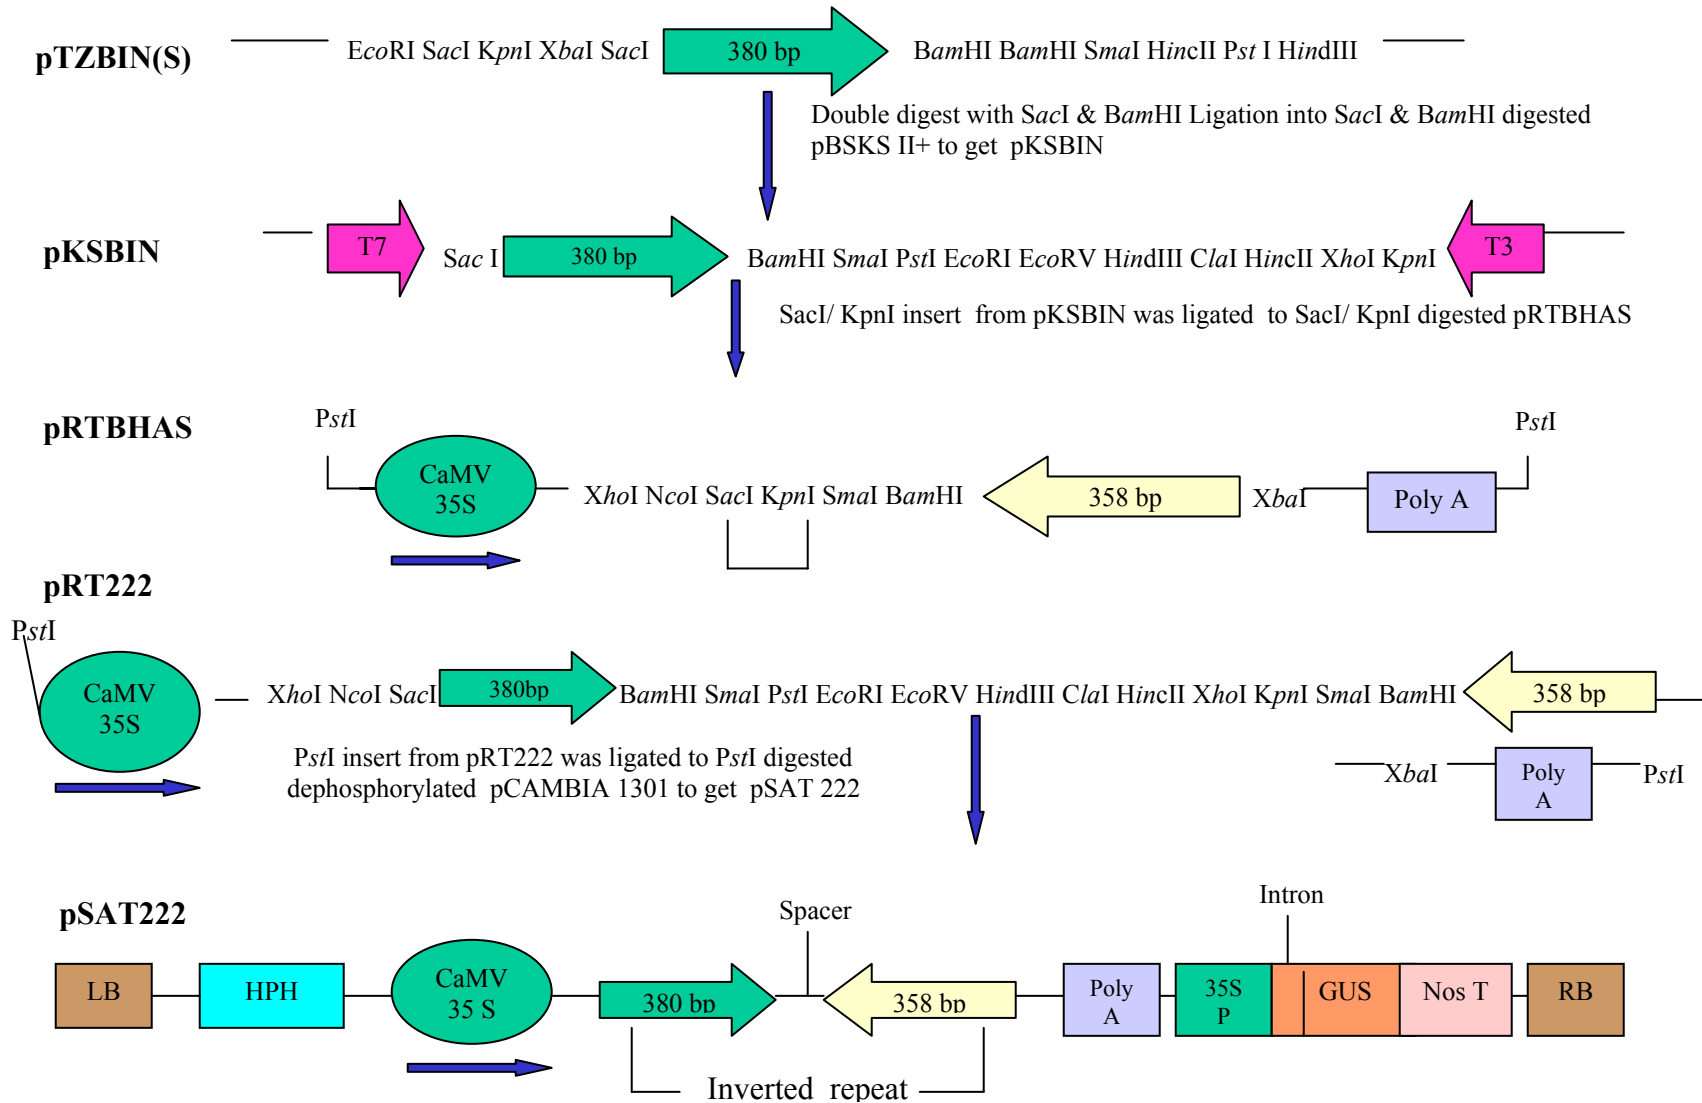 pTZBIN(S)
EcoRI SacI KpnI XbaI SacI
380 bp
BamHI BamHI SmaI HincII Pst I HindIII
Double digest with SacI & BamHI Ligation into SacI & BamHI digested
pBSKS II+ to get pKSBIN
pKSBIN
T7
Sac I
380 bp
BamHI SmaI PstI EcoRI EcoRV HindIII ClaI HincII XhoI KpnI
T3
SacI/ KpnI insert from pKSBIN was ligated to SacI/ KpnI digested pRTBHAS
pRTBHAS
PstI
CaMV
35S
XhoI NcoI SacI KpnI SmaI BamHI
358 bp
XbaI
Poly A
PstI
pRT222
PstI
CaMV
35S
XhoI NcoI SacI
380bp
BamHI SmaI PstI EcoRI EcoRV HindIII ClaI HincII XhoI KpnI SmaI BamHI
358 bp
XbaI
Poly
A
PstI
PstI insert from pRT222 was ligated to PstI digested
dephosphorylated pCAMBIA 1301 to get pSAT 222
pSAT222
Spacer
Intron
LB
HPH
CaMV
35 S
380 bp
358 bp
Poly
A
35S
P
GUS
Nos T
RB
Inverted repeat